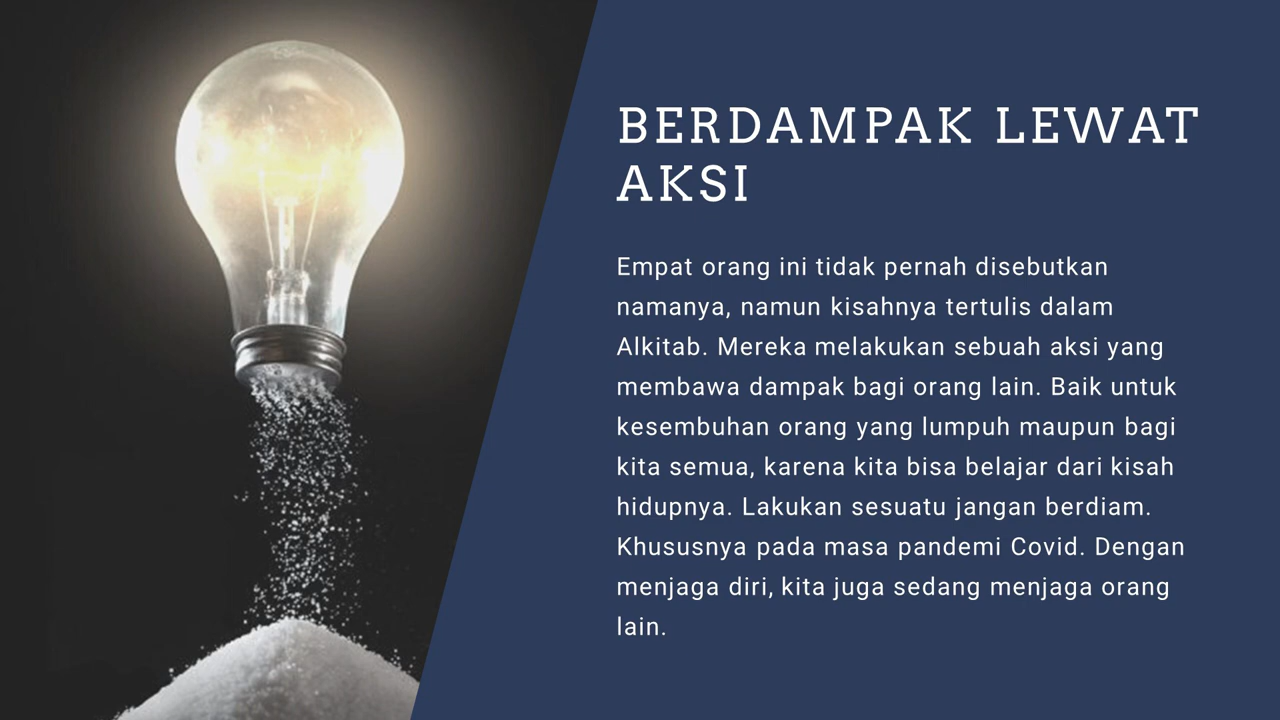 BERDAMPAK LEWAT
AKSI
Empat orang ini tidak pernah disebutkan
namanya, namun kisahnya tertulis dalam
Alkitab. Mereka melakukan sebuah aksi yang
membawa dampak bagi orang lain. Baik untuk
kesembuhan orang yang lumpuh maupun bagi
kita semua, karena kita bisa belajar dari kisah
hidupnya. Lakukan sesuatu jangan berdiam.
Khususnya pada masa pandemi Covid. Dengan
menjaga diri, kita juga sedang menjaga orang
lain.